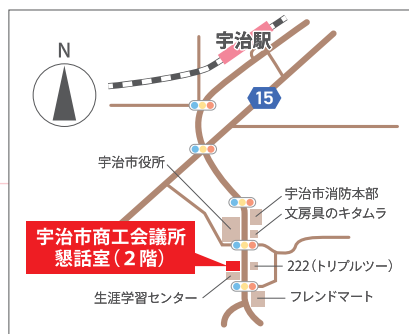 宇治駅
N
15
宇治市役所
宇治市消防本部
文房具のキタムラ
宇治市商工会議所
懇話室(2階)
222(トリプルツー)
生涯学習センター
フレンドマート